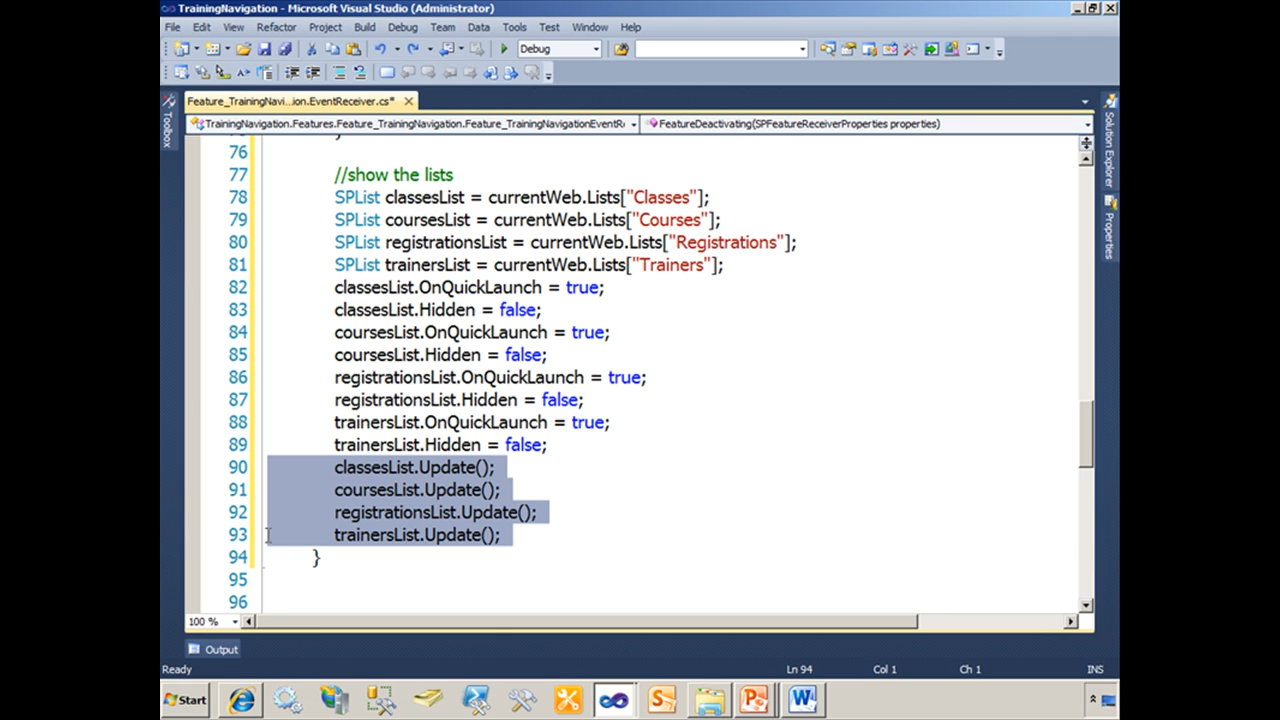 TrainingNavigation - Microsoft Visual Studio (Administrator)
File Edit View Refactor Project Build Debug Team Data Tools Test Window Help
Debug
Feature_TrainingNavi...ion.EventReceiver.cs*
TrainingNavigation.Features.Feature_TrainingNavigation.Feature_TrainingNavigationEventR
FeatureDeactivating(SPFeatureReceiverProperties properties)
Toolbox
Solution Explorer
Properties
76
77 //show the lists
78 SPList classesList = currentWeb.Lists["Classes"];
79 SPList coursesList = currentWeb.Lists["Courses"];
80 SPList registrationsList = currentWeb.Lists["Registrations"];
81 SPList trainersList = currentWeb.Lists["Trainers"];
82 classesList.OnQuickLaunch = true;
83 classesList.Hidden = false;
84 coursesList.OnQuickLaunch = true;
85 coursesList.Hidden = false;
86 registrationsList.OnQuickLaunch = true;
87 registrationsList.Hidden = false;
88 trainersList.OnQuickLaunch = true;
89 trainersList.Hidden = false;
90 classesList.Update();
91 coursesList.Update();
92 registrationsList.Update();
93 trainersList.Update();
94 }
95
96
100 %
Output
Ready Ln 94 Col 1 Ch 1 INS
Start